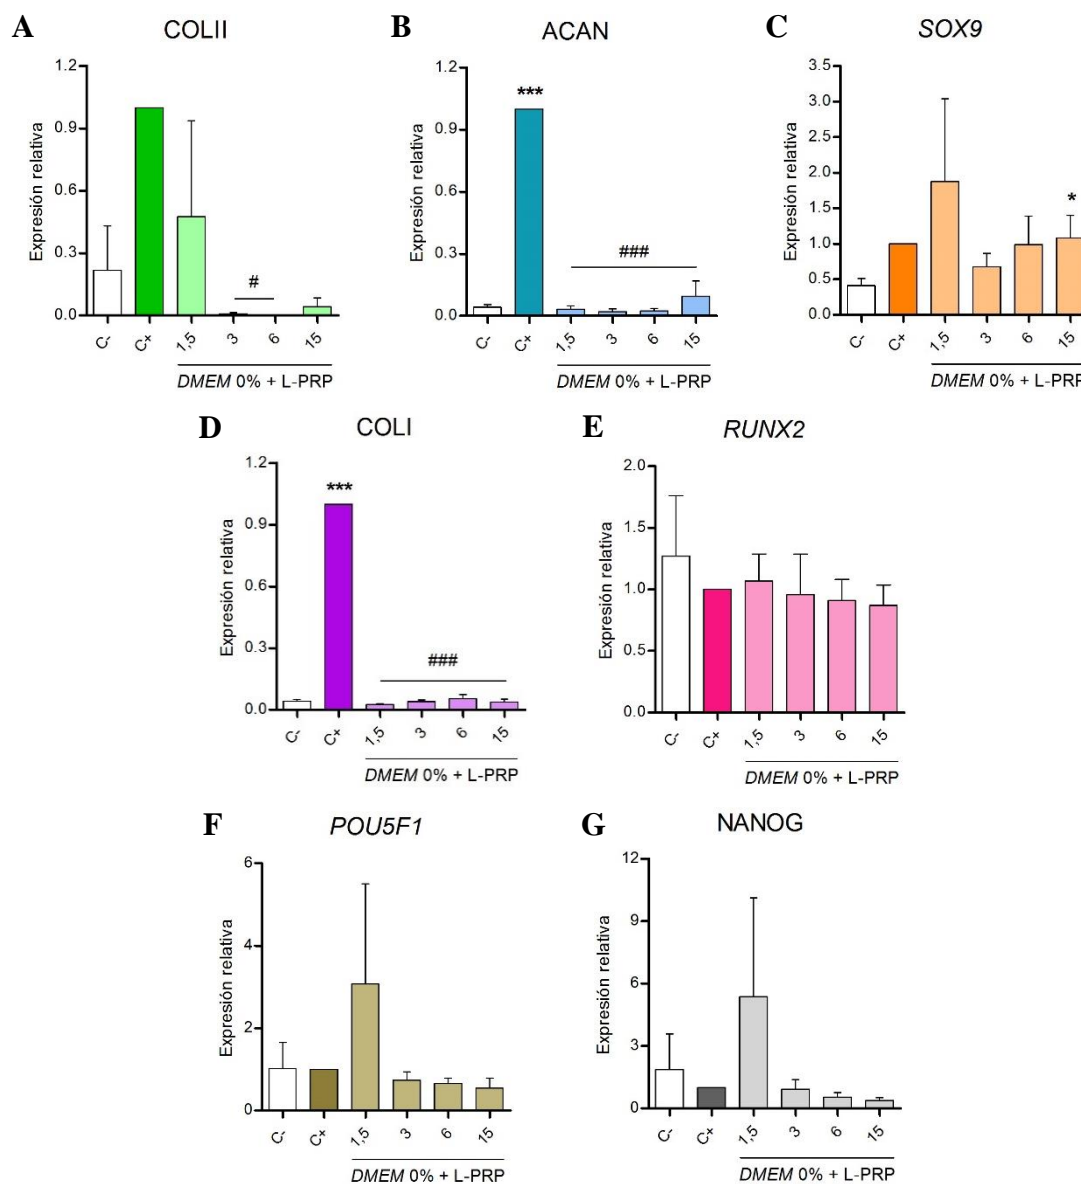 A COLII
Expresión relativa
1.2
0.9
0.6
0.3
0.0
#
C- C+ 1,5 3 6 15
DMEM 0% + L-PRP
B ACAN
Expresión relativa
1.2
0.9
0.6
0.3
0.0
***
###
C- C+ 1,5 3 6 15
DMEM 0% + L-PRP
C SOX9
Expresión relativa
3.5
3.0
2.5
2.0
1.5
1.0
0.5
0.0
*
C- C+ 1,5 3 6 15
DMEM 0% + L-PRP
D COLI
Expresión relativa
1.2
0.9
0.6
0.3
0.0
***
###
C- C+ 1,5 3 6 15
DMEM 0% + L-PRP
E RUNX2
Expresión relativa
2.0
1.5
1.0
0.5
0.0
C- C+ 1,5 3 6 15
DMEM 0% + L-PRP
F POU5F1
Expresión relativa
6
4
2
0
C- C+ 1,5 3 6 15
DMEM 0% + L-PRP
G NANOG
Expresión relativa
12
9
6
3
0
C- C+ 1,5 3 6 15
DMEM 0% + L-PRP